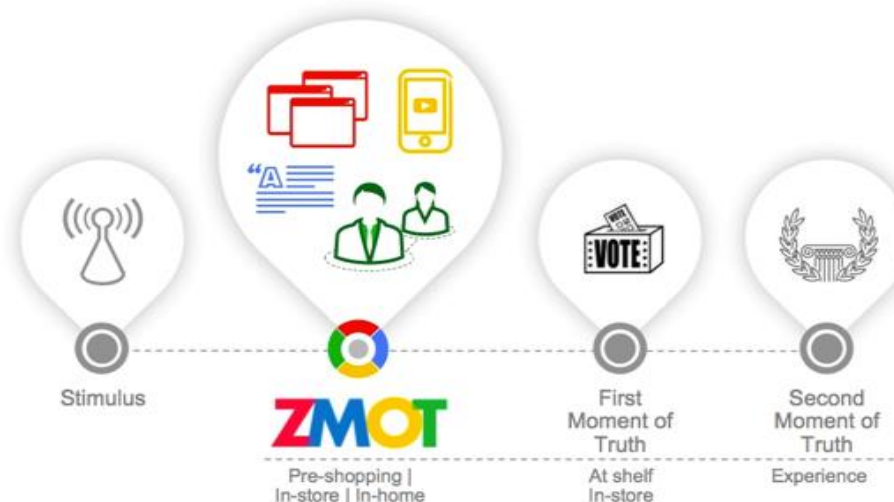 “A
VOTE
VOTE
Stimulus
ZMOT
First
Moment of
Truth
Second
Moment of
Truth
Pre-shopping |
In-store | In-home
At shelf
In-store
Experience